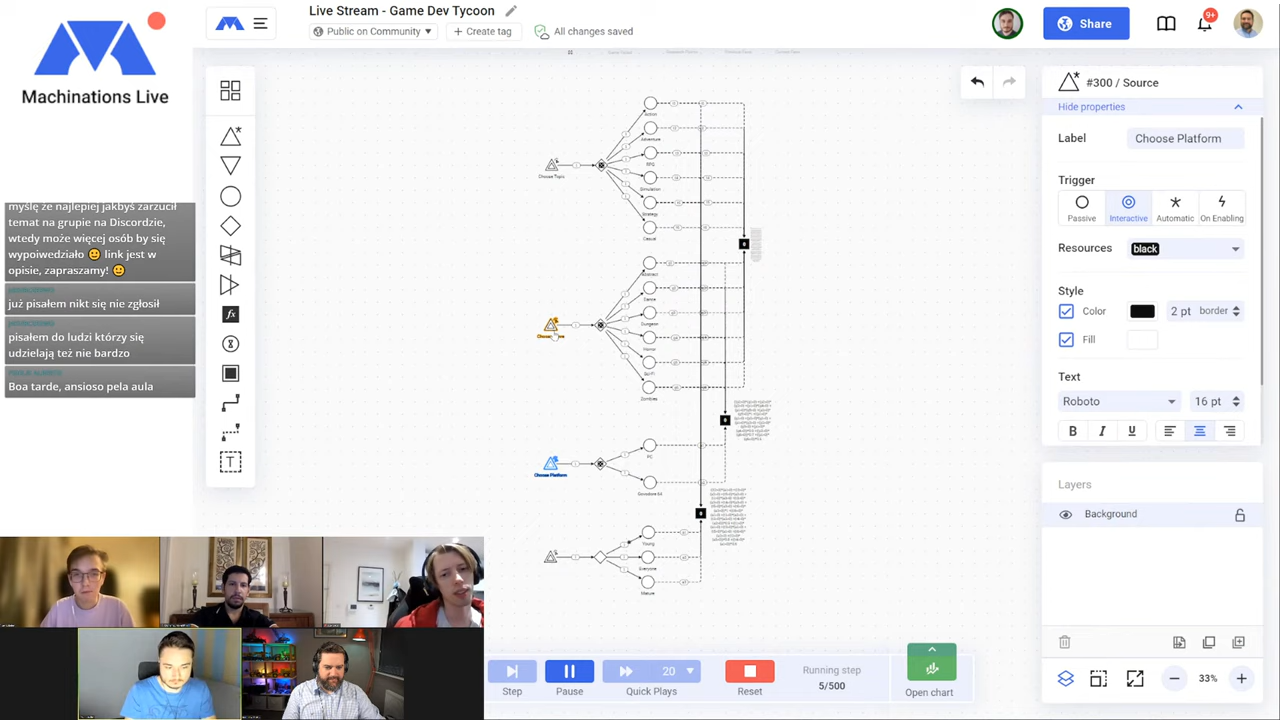 Machinations Live
myślę że najlepiej jakbyś zarzucił
temat na grupie na Discordzie,
wtedy może więcej osób by się
wypoiwedziało 🙂 link jest w
opisie, zapraszamy! 🙂
już pisałem nikt się nie zgłosił
pisałem do ludzi którzy się
udzielają też nie bardzo
Boa tarde, ansioso pela aula
Live Stream - Game Dev Tycoon
Public on Community
+ Create tag
All changes saved
Share
9+
#300 / Source
Hide properties
Label
Choose Platform
Trigger
Passive
Interactive
Automatic
On Enabling
Resources
black
Style
Color
2 pt
border
Fill
Text
Roboto
6 pt
B
U
Layers
Background
33%
fx
T
Choose Topic
Action
Adventure
RPG
Simulation
Strategy
Casual
Dance
Dungeon
Horror
Sci-Fi
Zombies
Choose Platform
PC
Young
Everyone
Mature
Step
Pause
20
Quick Plays
Reset
Running step
5/500
Open chart